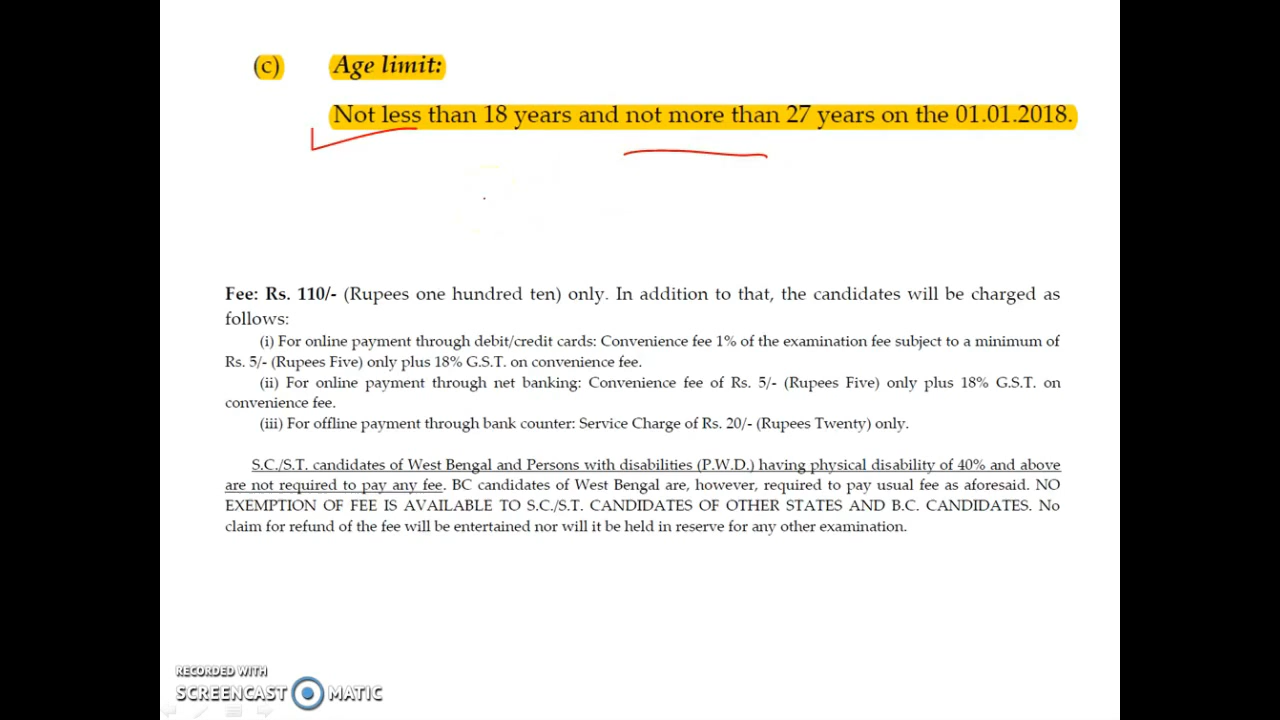 (c) Age limit:
Not less than 18 years and not more than 27 years on the 01.01.2018.
Fee: Rs. 110/- (Rupees one hundred ten) only. In addition to that, the candidates will be charged as
follows:
(i) For online payment through debit/credit cards: Convenience fee 1% of the examination fee subject to a minimum of
Rs. 5/- (Rupees Five) only plus 18% G.S.T. on convenience fee.
(ii) For online payment through net banking: Convenience fee of Rs. 5/- (Rupees Five) only plus 18% G.S.T. on
convenience fee.
(iii) For offline payment through bank counter: Service Charge of Rs. 20/- (Rupees Twenty) only.
S.C./S.T. candidates of West Bengal and Persons with disabilities (P.W.D.) having physical disability of 40% and above
are not required to pay any fee. BC candidates of West Bengal are, however, required to pay usual fee as aforesaid. NO
EXEMPTION OF FEE IS AVAILABLE TO S.C./S.T. CANDIDATES OF OTHER STATES AND B.C. CANDIDATES. No
claim for refund of the fee will be entertained nor will it be held in reserve for any other examination.
RECORDED WITH
SCREENCAST MATIC